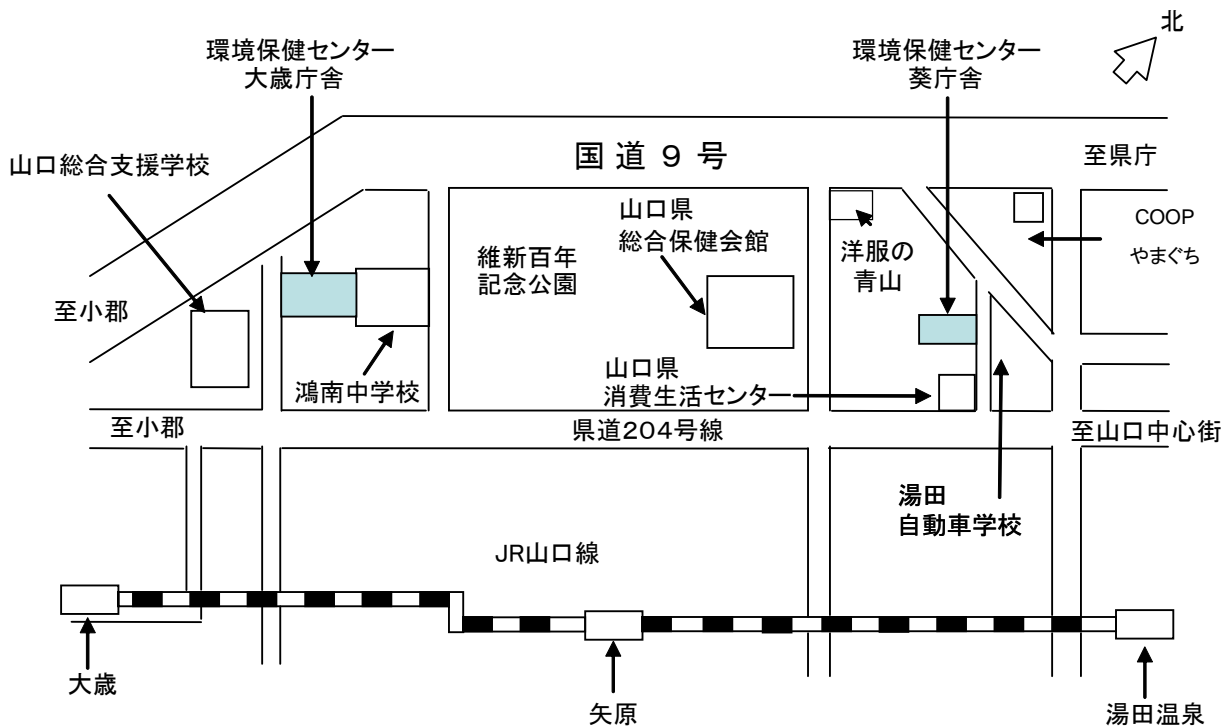 北
環境保健センター
大歳庁舎
環境保健センター
葵庁舎
国道９号
至県庁
山口総合支援学校
山口県
総合保健会館
COOP
やまぐち
維新百年
記念公園
洋服の
青山
至小郡
鴻南中学校
山口県
消費生活センター
至小郡
県道204号線
至山口中心街
湯田
自動車学校
JR山口線
大歳
矢原
湯田温泉